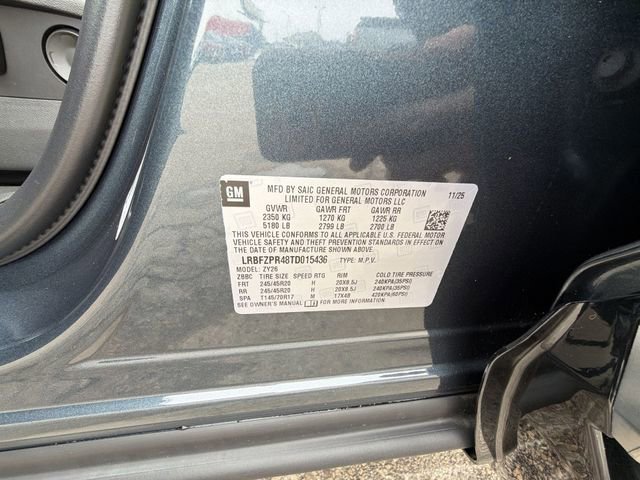 GM
MFD BY SAIC GENERAL MOTORS CORPORATION 11/25
LIMITED FOR GENERAL MOTORS LLC
GVWR GAWR FRT GAWR RR
2350 KG 1270 KG 1225 KG
5180 LB 2799 LB 2700 LB
THIS VEHICLE CONFORMS TO ALL APPLICABLE U.S. FEDERAL MOTOR
VEHICLE SAFETY AND THEFT PREVENTION STANDARDS IN EFFECT ON
THE DATE OF MANUFACTURE SHOWN ABOVE.
LRBFZPR48TD015436 TYPE: M.P.V.
MODEL: ZY26
ZBBC TIRE SIZE SPEED RTG RIM COLD TIRE PRESSURE
FRT 245/45R20 H 20X8.5J 240KPA(35PSI)
RR 245/45R20 H 20X8.5J 240KPA(35PSI)
SPA T145/70R17 M 17X4B 420KPA(60PSI)
SEE OWNER'S MANUAL FOR MORE INFORMATION